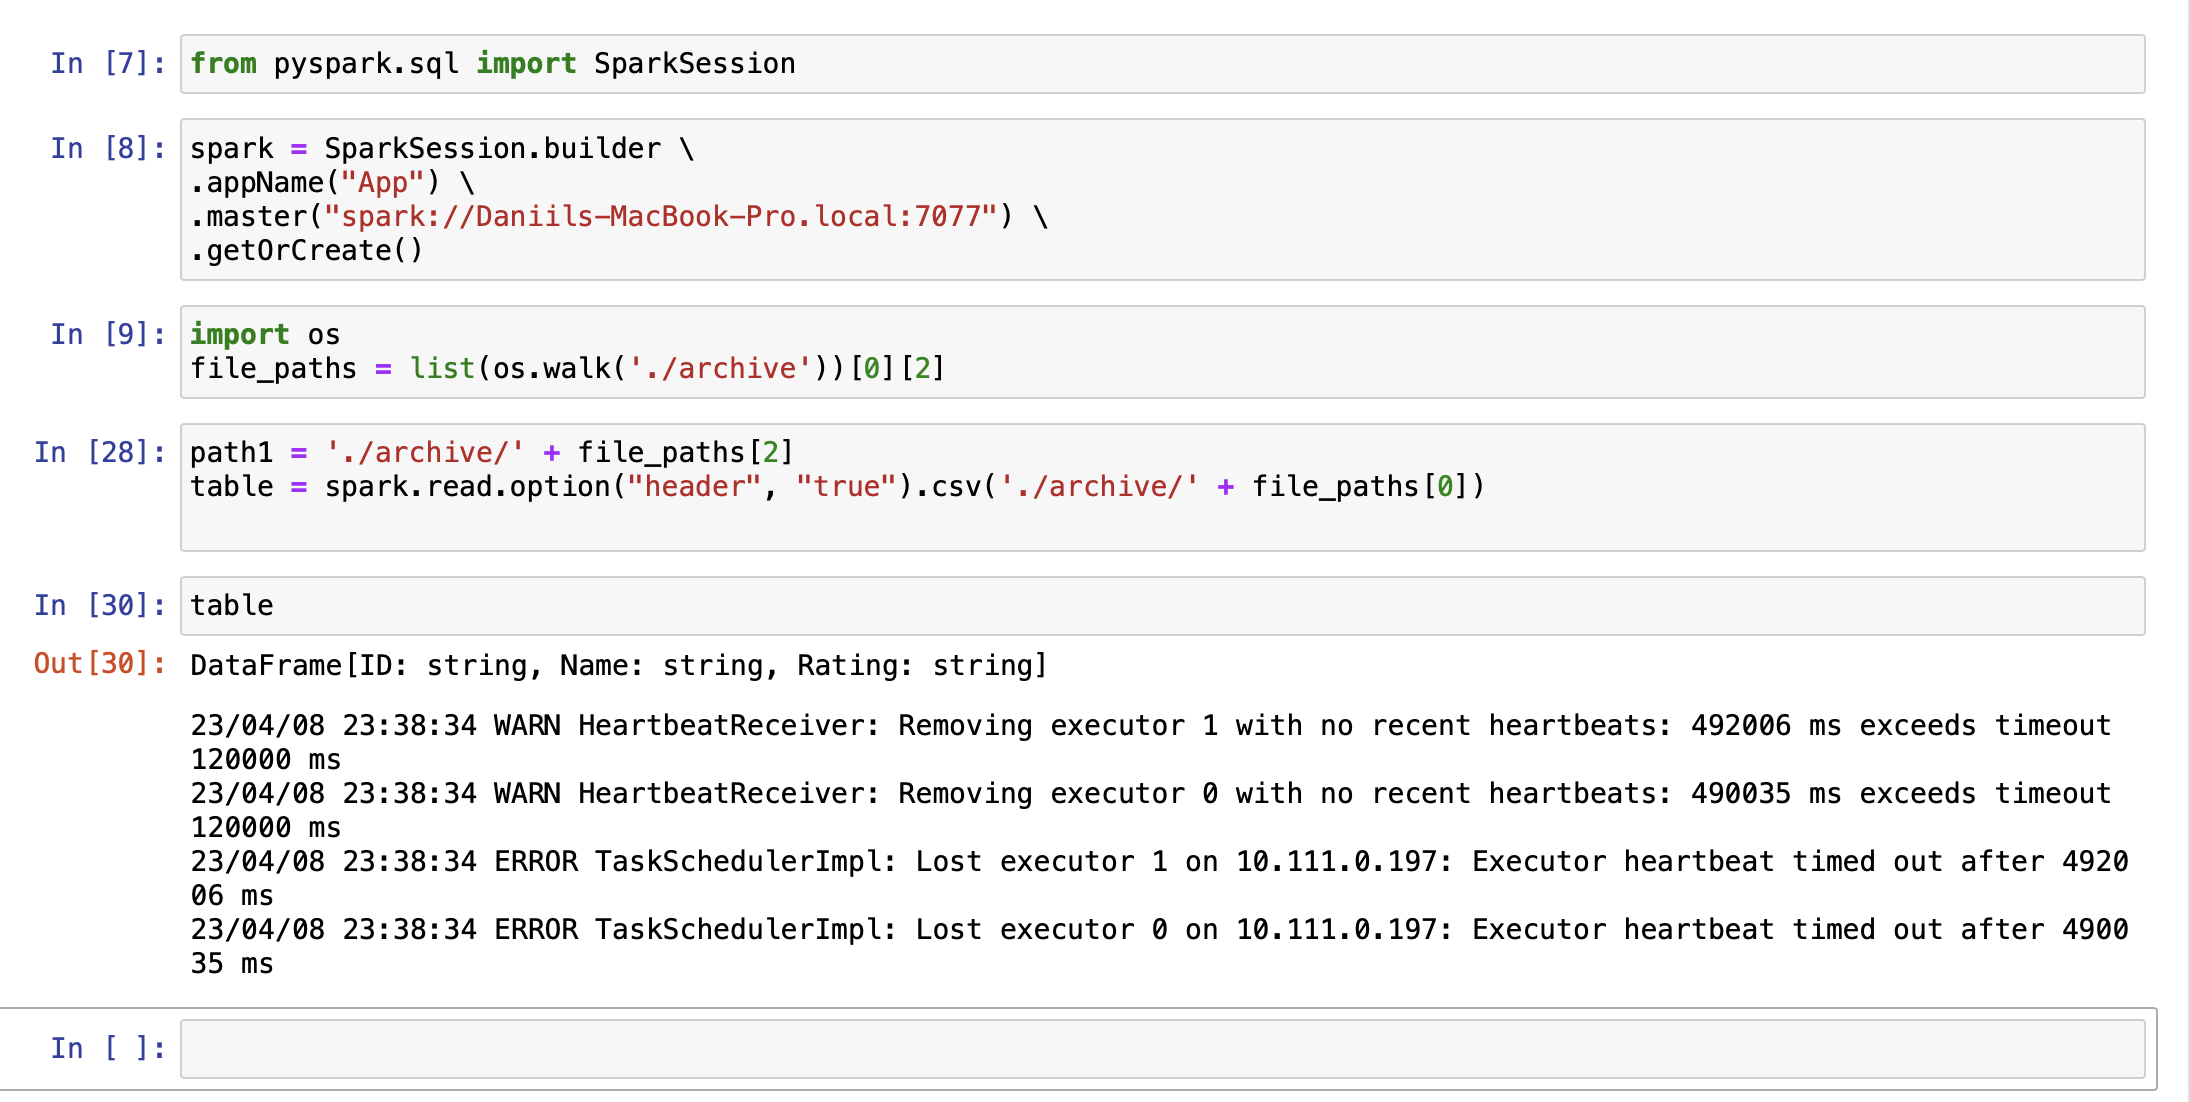 In [7]: from pyspark.sql import SparkSession
In [8]: spark = SparkSession.builder \
.appName("App") \
.master("spark://Daniils-MacBook-Pro.local:7077") \
.getOrCreate()
In [9]: import os
file_paths = list(os.walk('./archive'))[0][2]
In [28]: path1 = './archive/' + file_paths[2]
table = spark.read.option("header", "true").csv('./archive/' + file_paths[0])
In [30]: table
Out[30]: DataFrame[ID: string, Name: string, Rating: string]
23/04/08 23:38:34 WARN HeartbeatReceiver: Removing executor 1 with no recent heartbeats: 492006 ms exceeds timeout
120000 ms
23/04/08 23:38:34 WARN HeartbeatReceiver: Removing executor 0 with no recent heartbeats: 490035 ms exceeds timeout
120000 ms
23/04/08 23:38:34 ERROR TaskSchedulerImpl: Lost executor 1 on 10.111.0.197: Executor heartbeat timed out after 4920
06 ms
23/04/08 23:38:34 ERROR TaskSchedulerImpl: Lost executor 0 on 10.111.0.197: Executor heartbeat timed out after 4900
35 ms
In [ ]: